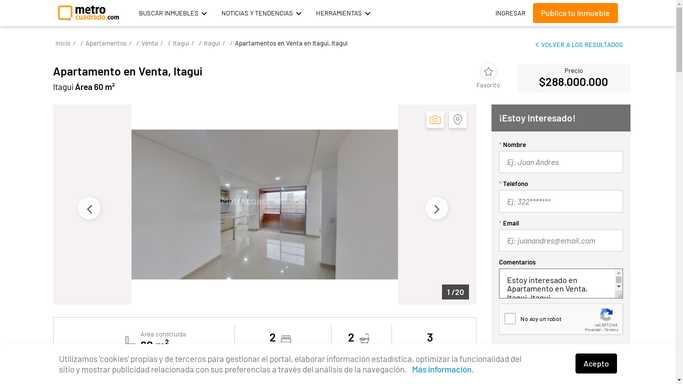 metro
cuadrado.com
BUSCAR INMUEBLES
NOTICIAS Y TENDENCIAS
HERRAMIENTAS
INGRESAR
Publica tu Inmueble
Inicio / / Apartamentos / / Venta / / Itagui / / Itagui / / Apartamentos en Venta en Itagui, Itagui
VOLVER A LOS RESULTADOS
Apartamento en Venta, Itagui
Itagui Área 60 m²
Favorito
Precio
$288.000.000
¡Estoy Interesado!
* Nombre
Ej: Juan Andres
* Teléfono
Ej: 322*******
* Email
Ej: juanandres@email.com
Comentarios
Estoy interesado en
Apartamento en Venta,
Itagui, Itagui
1 / 20
No soy un robot
reCAPTCHA
Privacidad - Términos
Área construida
2
2
3
Utilizamos 'cookies' propias y de terceros para gestionar el portal, elaborar información estadística, optimizar la funcionalidad del
sitio y mostrar publicidad relacionada con sus preferencias a través del análisis de la navegación. Más información.
Acepto